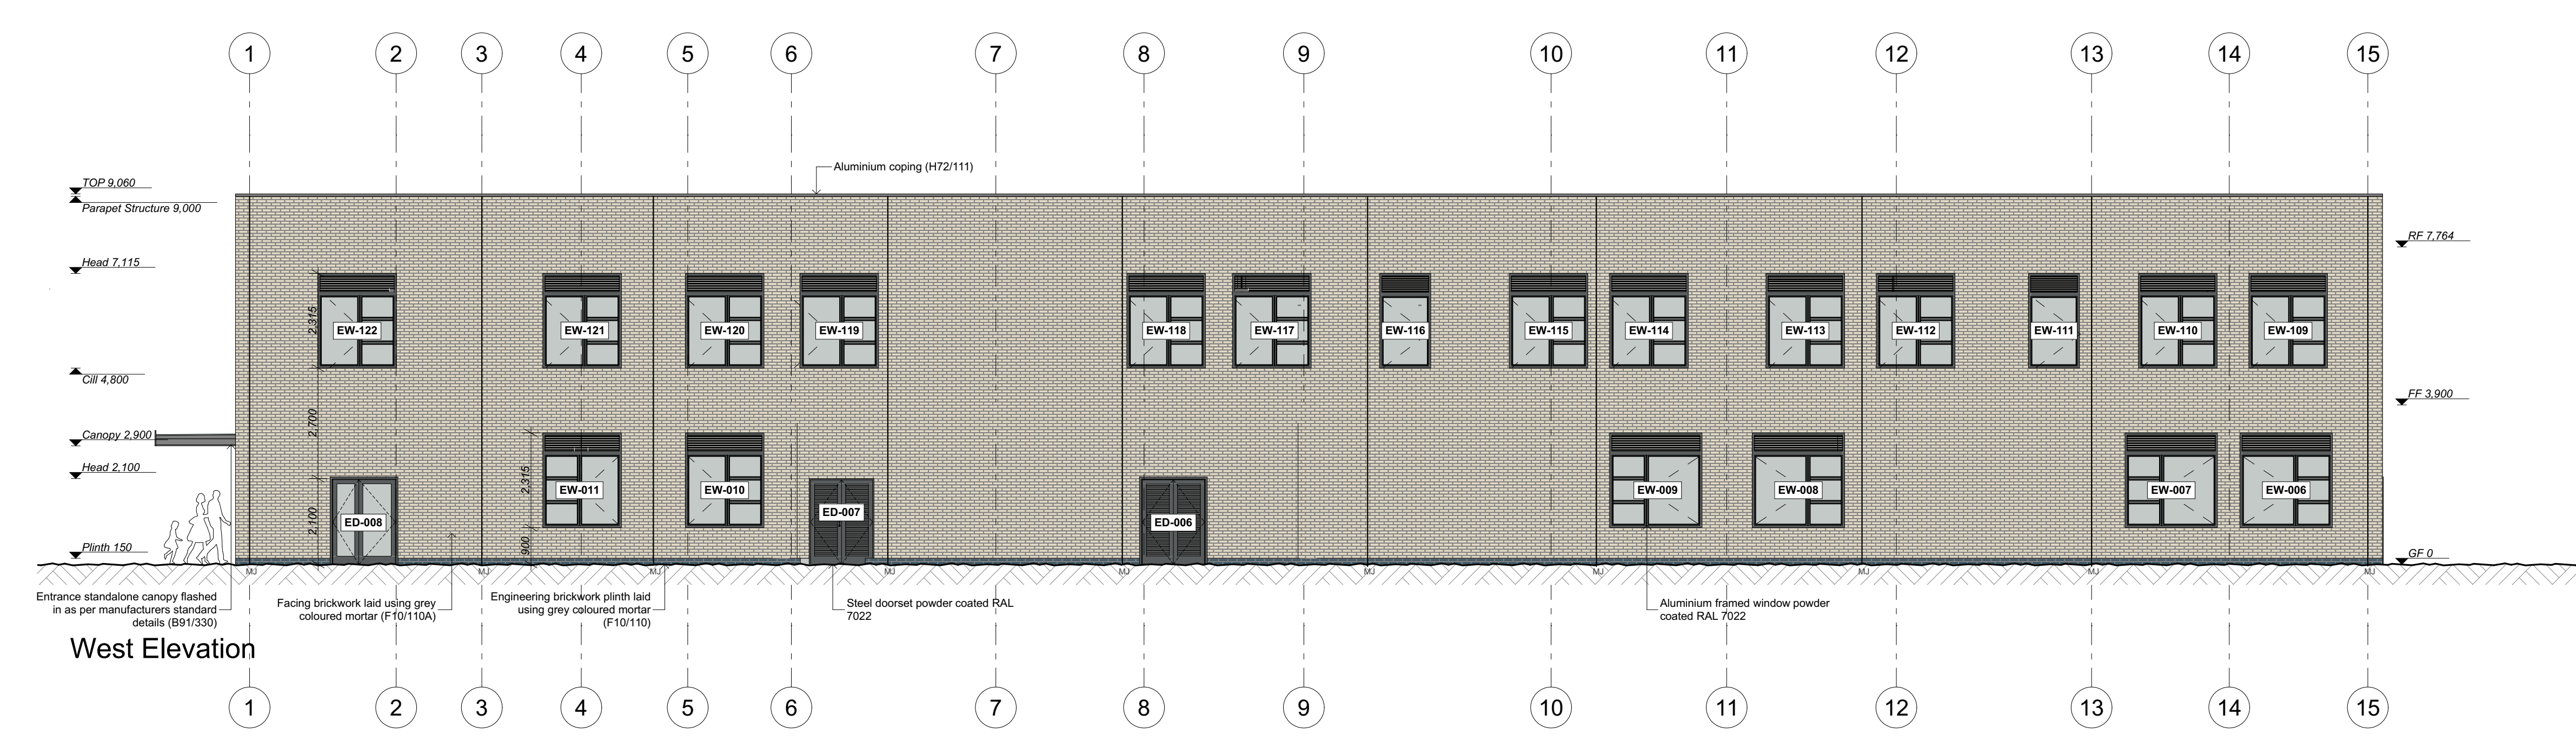 1 2 3 4 5 6 7 8 9 10 11 12 13 14 15
Aluminium coping (H72/111)
TOP 9,060
Parapet Structure 9,000
RF 7,764
Head 7,115
2,315
EW-122 EW-121 EW-120 EW-119 EW-118 EW-117 EW-116 EW-115 EW-114 EW-113 EW-112 EW-111 EW-110 EW-109
Cill 4,800
FF 3,900
2,700
Canopy 2,900
Head 2,100
2,315
EW-011 EW-010 EW-009 EW-008 EW-007 EW-006
2,100
ED-008 ED-007 ED-006
900
Plinth 150
GF 0
MJ MJ MJ MJ MJ MJ MJ MJ MJ MJ
Entrance standalone canopy flashed
in as per manufacturers standard
details (B91/330)
Facing brickwork laid using grey
coloured mortar (F10/110A)
Engineering brickwork plinth laid
using grey coloured mortar
(F10/110)
Steel doorset powder coated RAL
7022
Aluminium framed window powder
coated RAL 7022
West Elevation
1 2 3 4 5 6 7 8 9 10 11 12 13 14 15